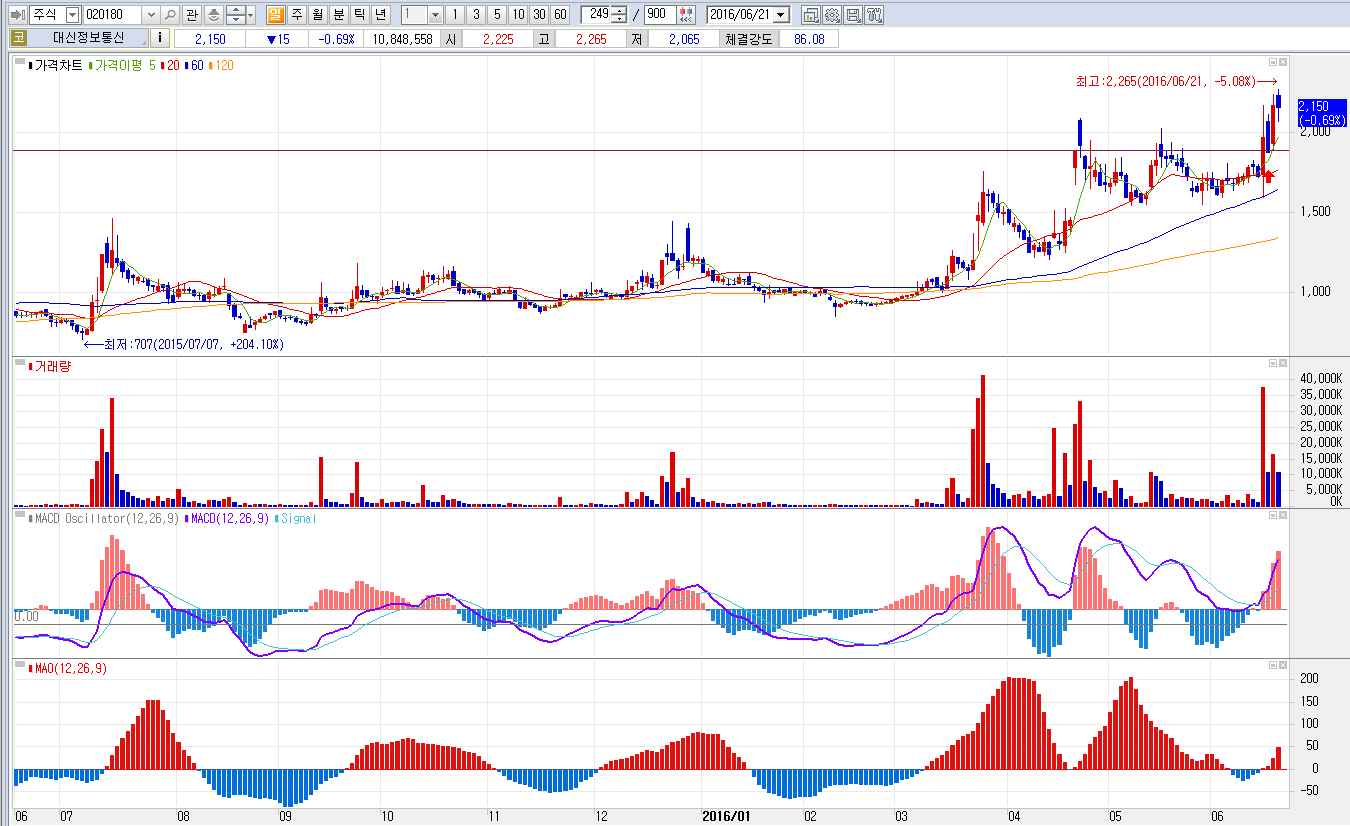 주식 020180 관 일 주 월 분 틱 년 1 1 3 5 10 30 60 249 / 900 2016/06/21
코 대신정보통신 i 2,150 ▼15 -0.69% 10,848,558 시 2,225 고 2,265 저 2,065 체결강도 86.08
가격차트 가격이평 5 20 60 120
최고:2,265(2016/06/21, -5.08%)→
2,150
(-0.69%)
2,000
1,500
1,000
←최저:707(2015/07/07, +204.10%)
거래량
40,000K
35,000K
30,000K
25,000K
20,000K
15,000K
10,000K
5,000K
0K
MACD Oscillator(12,26,9) MACD(12,26,9) Signal
0.00
MAO(12,26,9)
200
150
100
50
0
-50
06 07 08 09 10 11 12 2016/01 02 03 04 05 06